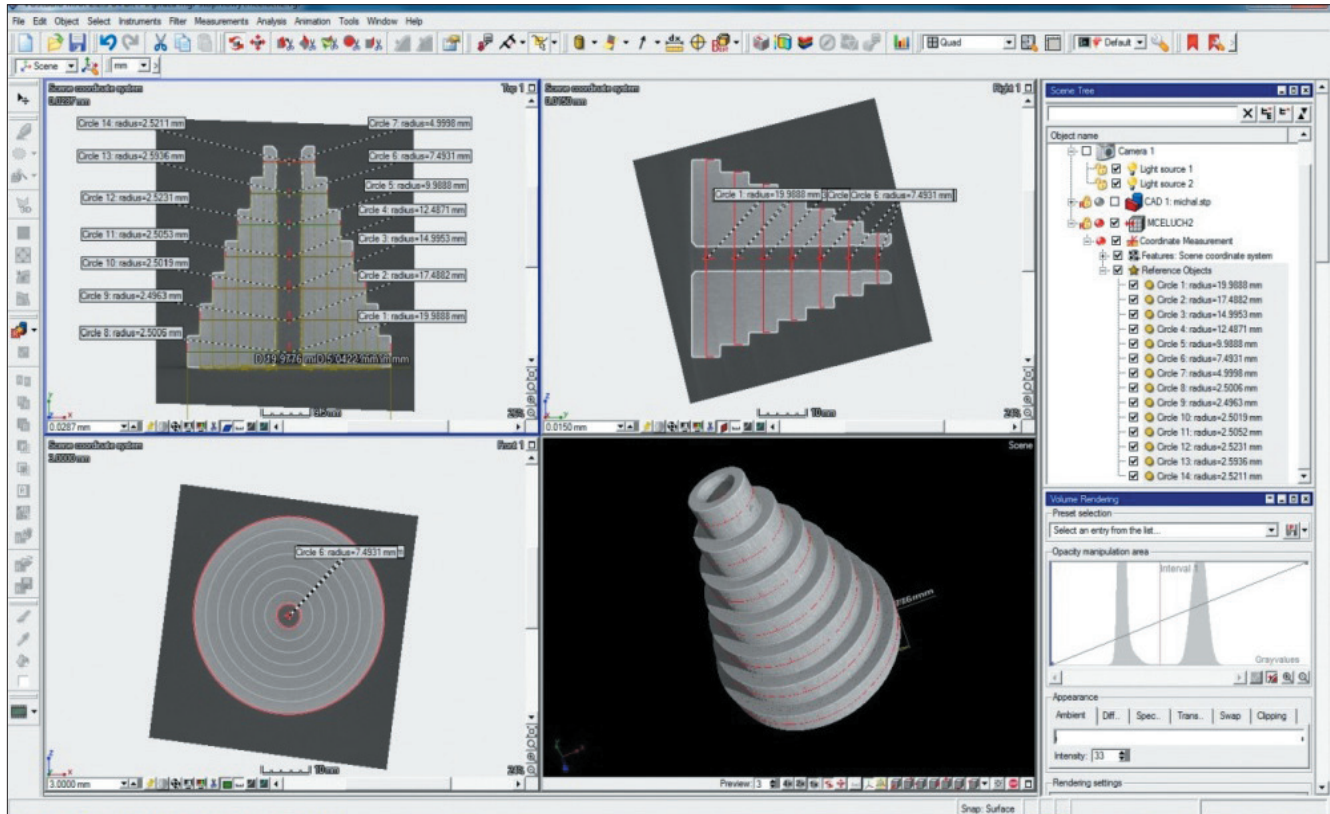 File Edit Object Select Instruments Filter Measurements Analysis Animation Tools Window Help
Quad
Default
Scene
mm
Scene coordinate system
Top 1
0.0287 mm
Circle 14: radius=2.5211 mm
Circle 7: radius=4.9998 mm
Circle 13: radius=2.5936 mm
Circle 6: radius=7.4931 mm
Circle 5: radius=9.9888 mm
Circle 12: radius=2.5231 mm
Circle 4: radius=12.4871 mm
Circle 11: radius=2.5053 mm
Circle 3: radius=14.9953 mm
Circle 10: radius=2.5019 mm
Circle 2: radius=17.4882 mm
Circle 9: radius=2.4963 mm
Circle 1: radius=19.9888 mm
Circle 8: radius=2.5006 mm
0.0287 mm
Scene coordinate system
Right 1
0.0150 mm
Circle 1: radius=19.9888 mm
Circle 6: radius=7.4931 mm
10 mm
0.0150 mm
Scene coordinate system
Front 1
3.0000 mm
Circle 6: radius=7.4931 mm
10 mm
3.0000 mm
Scene
Preview: 3
Scene Tree
Object name
Camera 1
Light source 1
Light source 2
CAD 1: michal.stp
MCELUCH2
Coordinate Measurement
Features: Scene coordinate system
Reference Objects
Circle 1: radius=19.9888 mm
Circle 2: radius=17.4882 mm
Circle 3: radius=14.9953 mm
Circle 4: radius=12.4871 mm
Circle 5: radius=9.9888 mm
Circle 6: radius=7.4931 mm
Circle 7: radius=4.9998 mm
Circle 8: radius=2.5006 mm
Circle 9: radius=2.4963 mm
Circle 10: radius=2.5019 mm
Circle 11: radius=2.5052 mm
Circle 12: radius=2.5231 mm
Circle 13: radius=2.5936 mm
Circle 14: radius=2.5211 mm
Volume Rendering
Preset selection
Select an entry from the list...
Opacity manipulation area
Interval 1
Grayvalues
Appearance
Ambient Diff.. Spec.. Trans.. Swap Clipping
Intensity: 33
Rendering settings
Snap: Surface